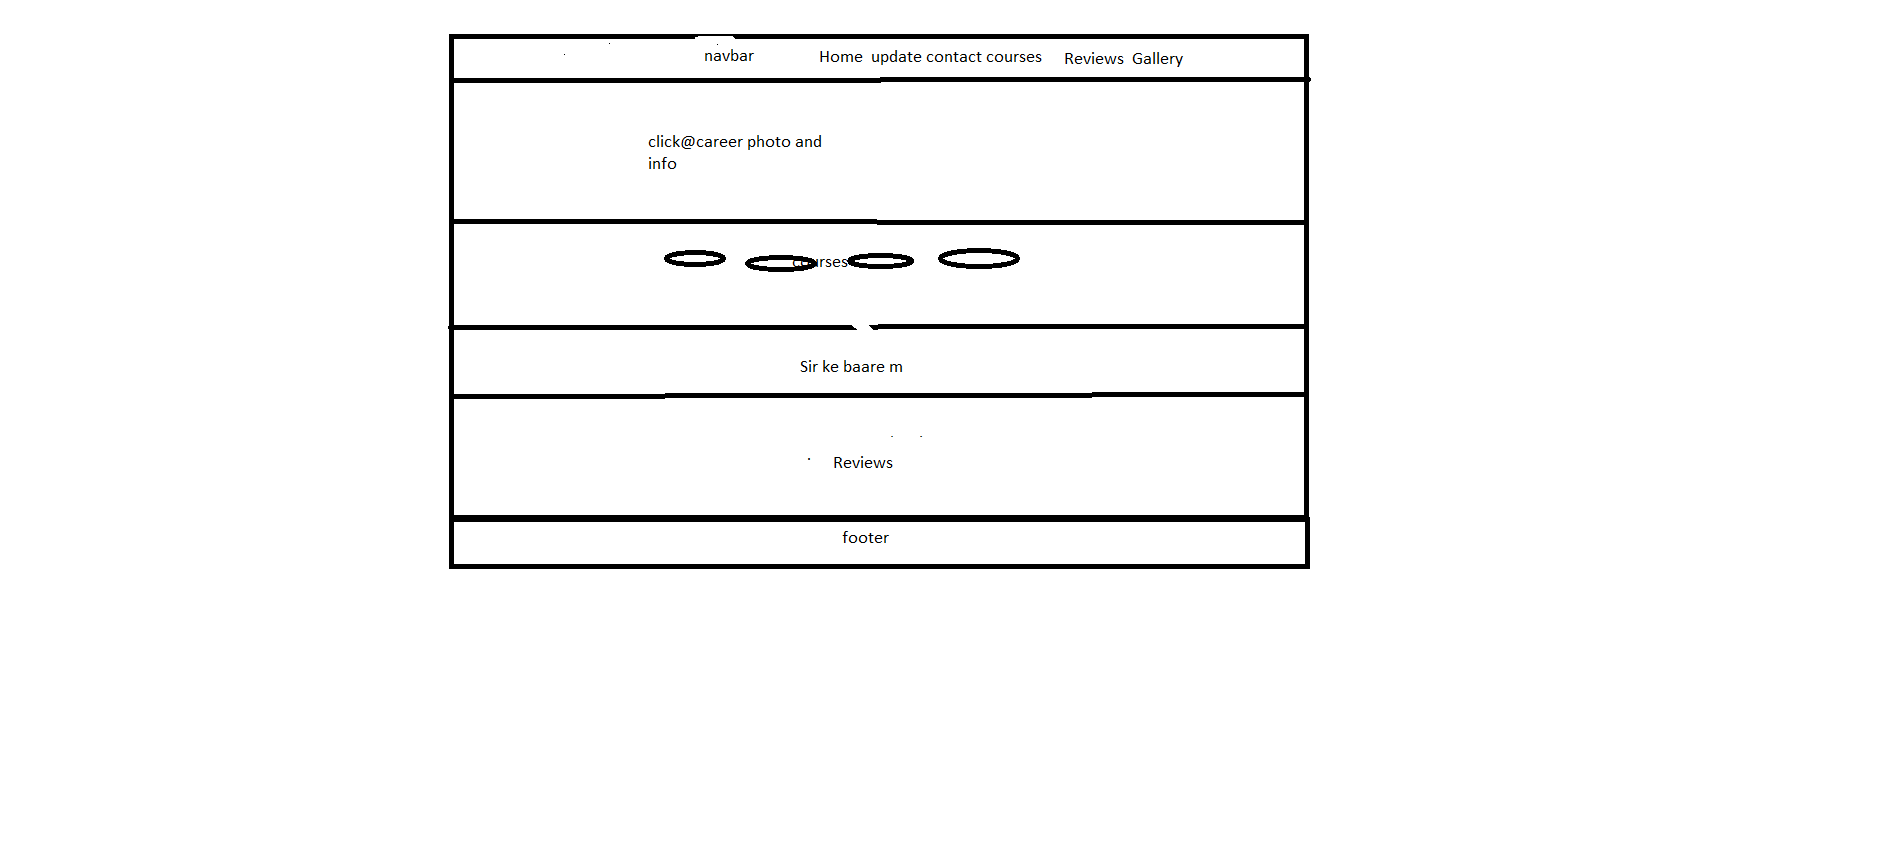 navbar Home update contact courses Reviews Gallery
click@career photo and
info
courses
Sir ke baare m
Reviews
footer